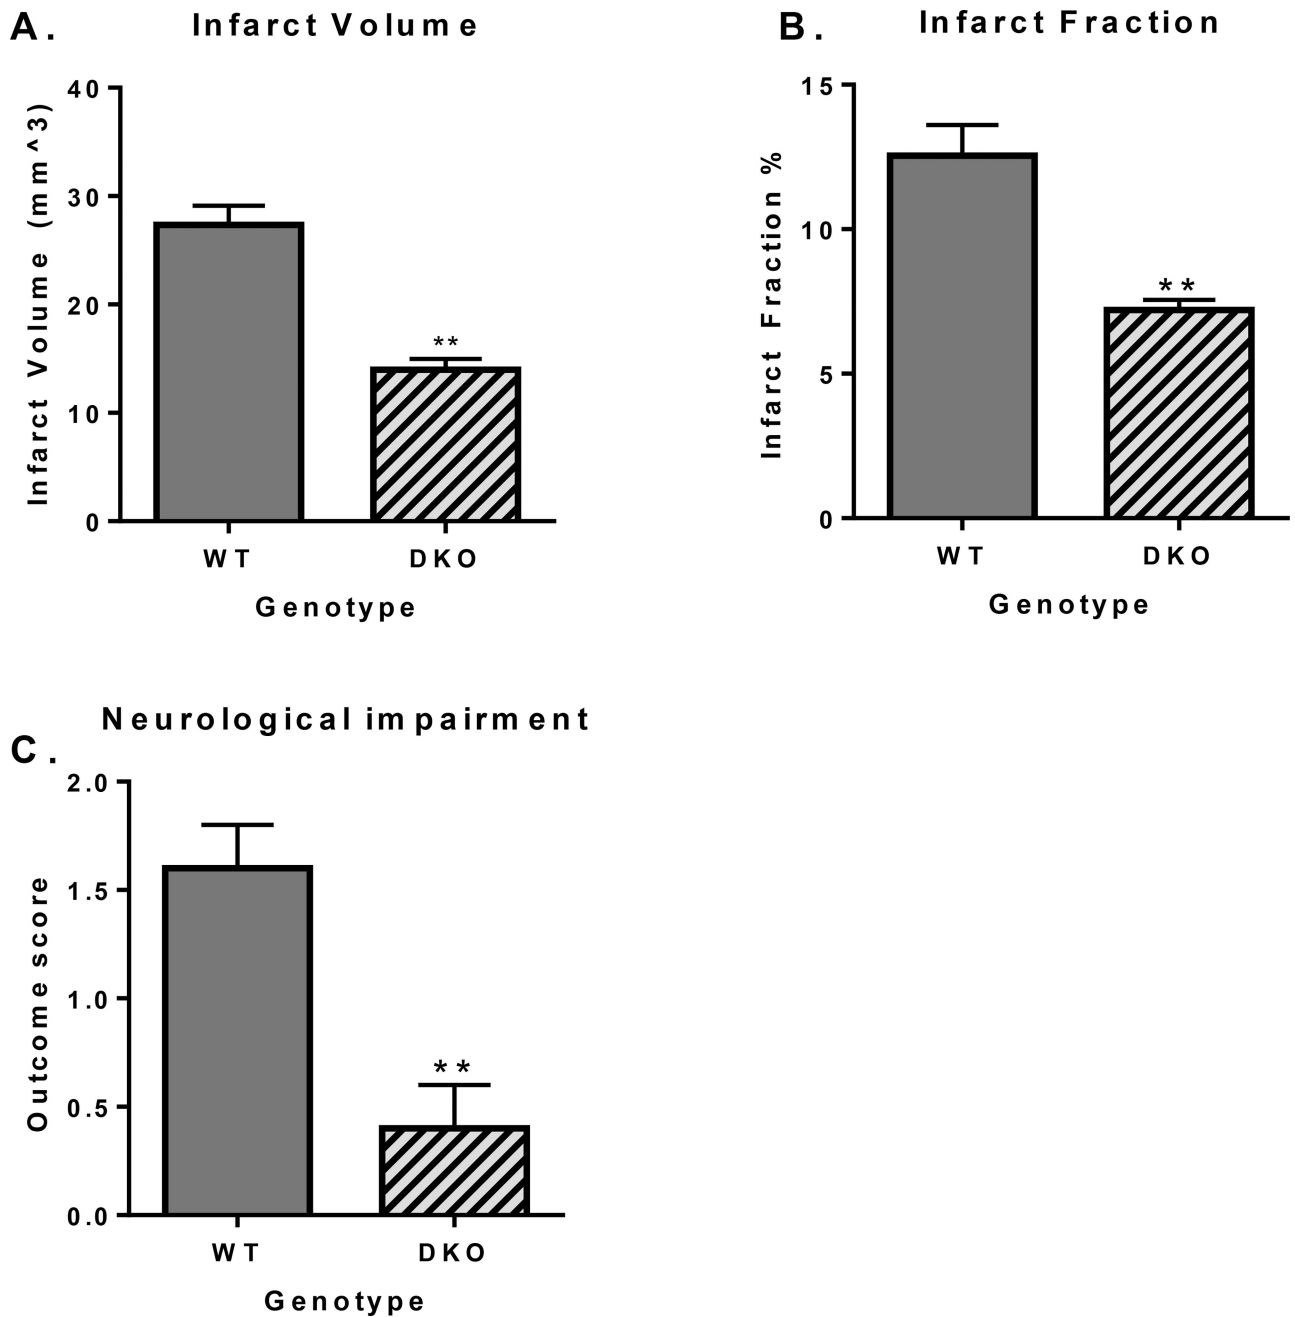 A.
Infarct Volume
Infarct Volume (mm^3)
40
30
20
10
0
**
WT
DKO
Genotype
B.
Infarct Fraction
Infarct Fraction %
15
10
5
0
**
WT
DKO
Genotype
Neurological impairment
C.
Outcome score
2.0
1.5
1.0
0.5
0.0
**
WT
DKO
Genotype